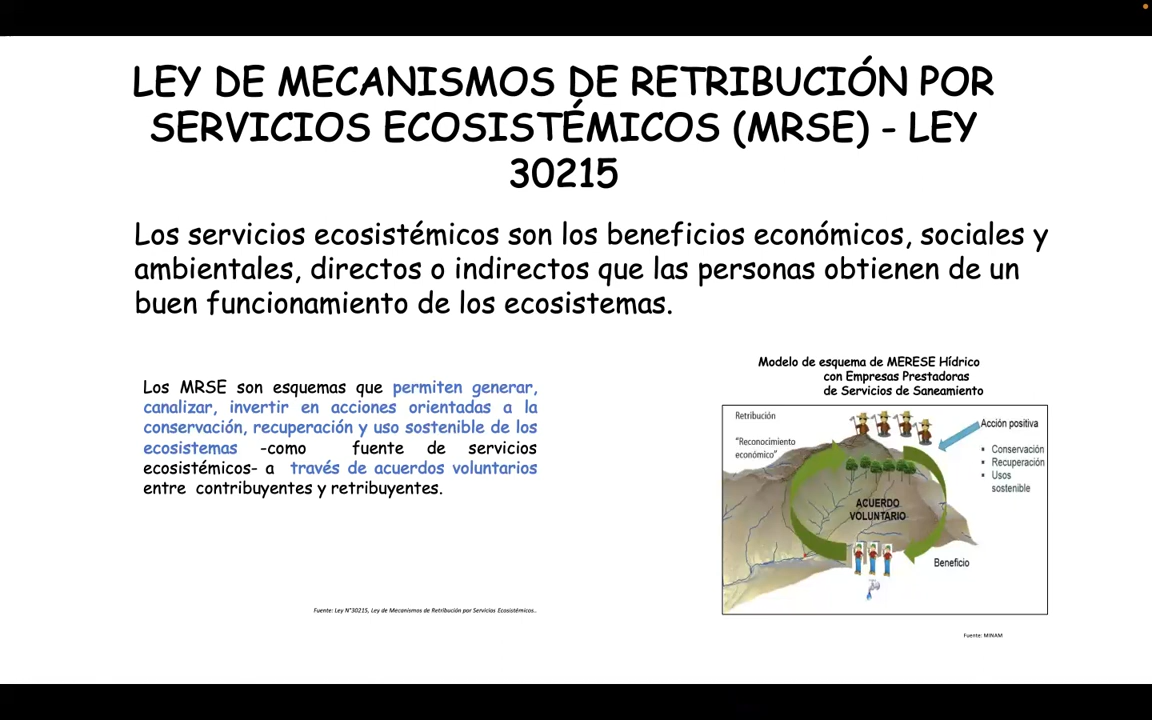 LEY DE MECANISMOS DE RETRIBUCIÓN POR
SERVICIOS ECOSISTÉMICOS (MRSE) - LEY
30215
Los servicios ecosistémicos son los beneficios económicos, sociales y
ambientales, directos o indirectos que las personas obtienen de un
buen funcionamiento de los ecosistemas.
Los MRSE son esquemas que permiten generar,
canalizar, invertir en acciones orientadas a la
conservación, recuperación y uso sostenible de los
ecosistemas -como fuente de servicios
ecosistémicos- a través de acuerdos voluntarios
entre contribuyentes y retribuyentes.
Fuente: Ley N°30215, Ley de Mecanismos de Retribución por Servicios Ecosistémicos..
Modelo de esquema de MERESE Hídrico
con Empresas Prestadoras
de Servicios de Saneamiento
Retribución
"Reconocimiento
económico"
Acción positiva
▪ Conservación
▪ Recuperación
▪ Usos
sostenible
ACUERDO
VOLUNTARIO
Beneficio
Fuente: MINAM